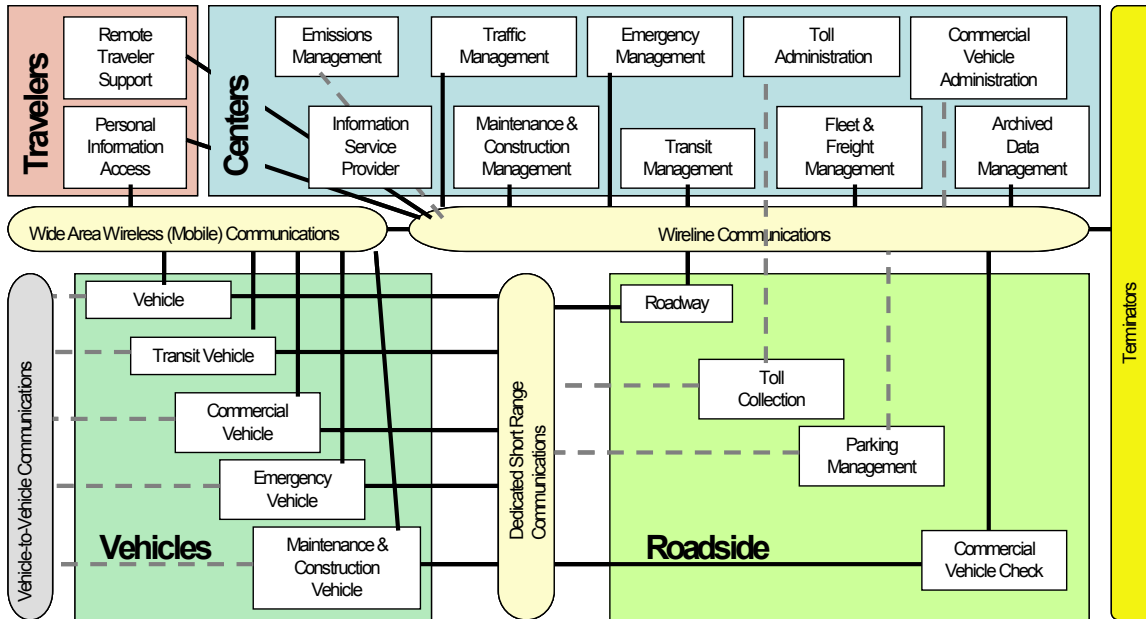 Travelers
Remote
Traveler
Support
Personal
Information
Access
Centers
Emissions
Management
Traffic
Management
Emergency
Management
Toll
Administration
Commercial
Vehicle
Administration
Information
Service
Provider
Maintenance &
Construction
Management
Transit
Management
Fleet &
Freight
Management
Archived
Data
Management
Wide Area Wireless (Mobile) Communications
Wireline Communications
Terminators
Vehicle-to-Vehicle Communications
Vehicle
Transit Vehicle
Commercial
Vehicle
Emergency
Vehicle
Maintenance &
Construction
Vehicle
Vehicles
Dedicated Short Range
Communications
Roadway
Toll
Collection
Parking
Management
Commercial
Vehicle Check
Roadside